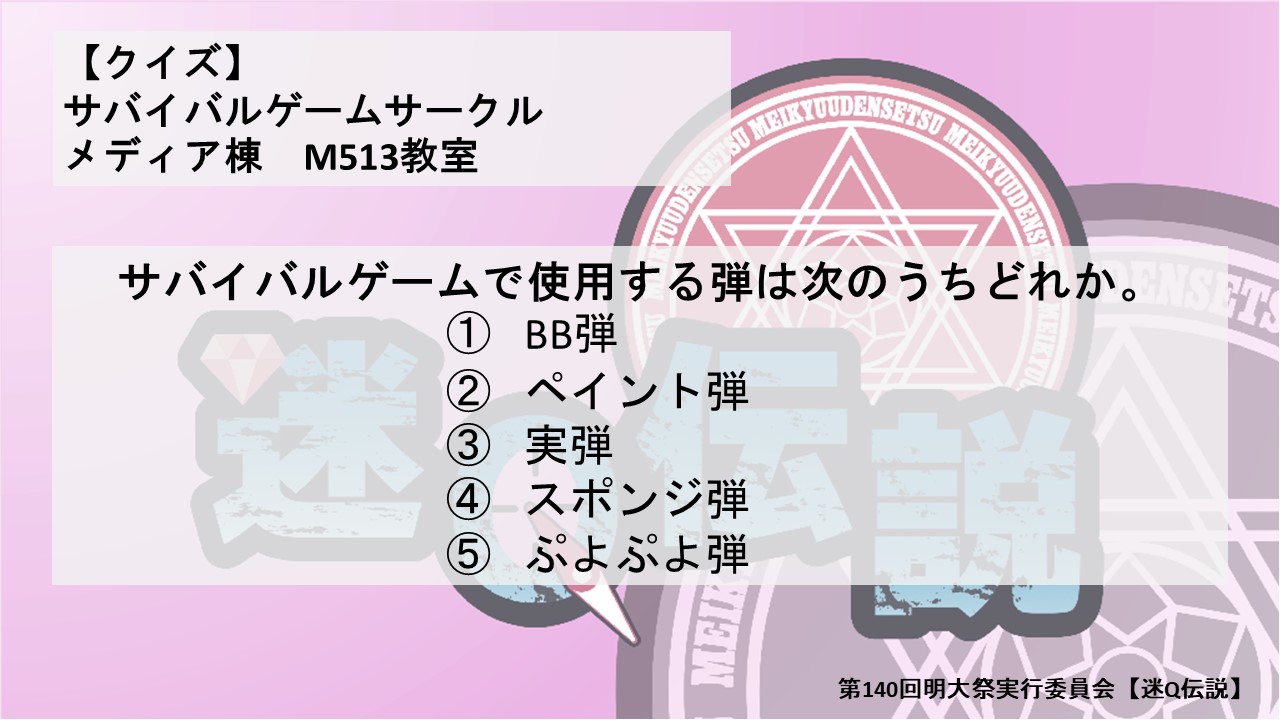 【クイズ】
サバイバルゲームサークル
メディア棟　M513教室
MEIKYUUDENSETSU MEIKYUUDENSETSU MEIKYUUDENSETSU
サバイバルゲームで使用する弾は次のうちどれか。
①　BB弾
②　ペイント弾
③　実弾
④　スポンジ弾
⑤　ぷよぷよ弾
迷Q伝説
第140回明大祭実行委員会【迷Q伝説】